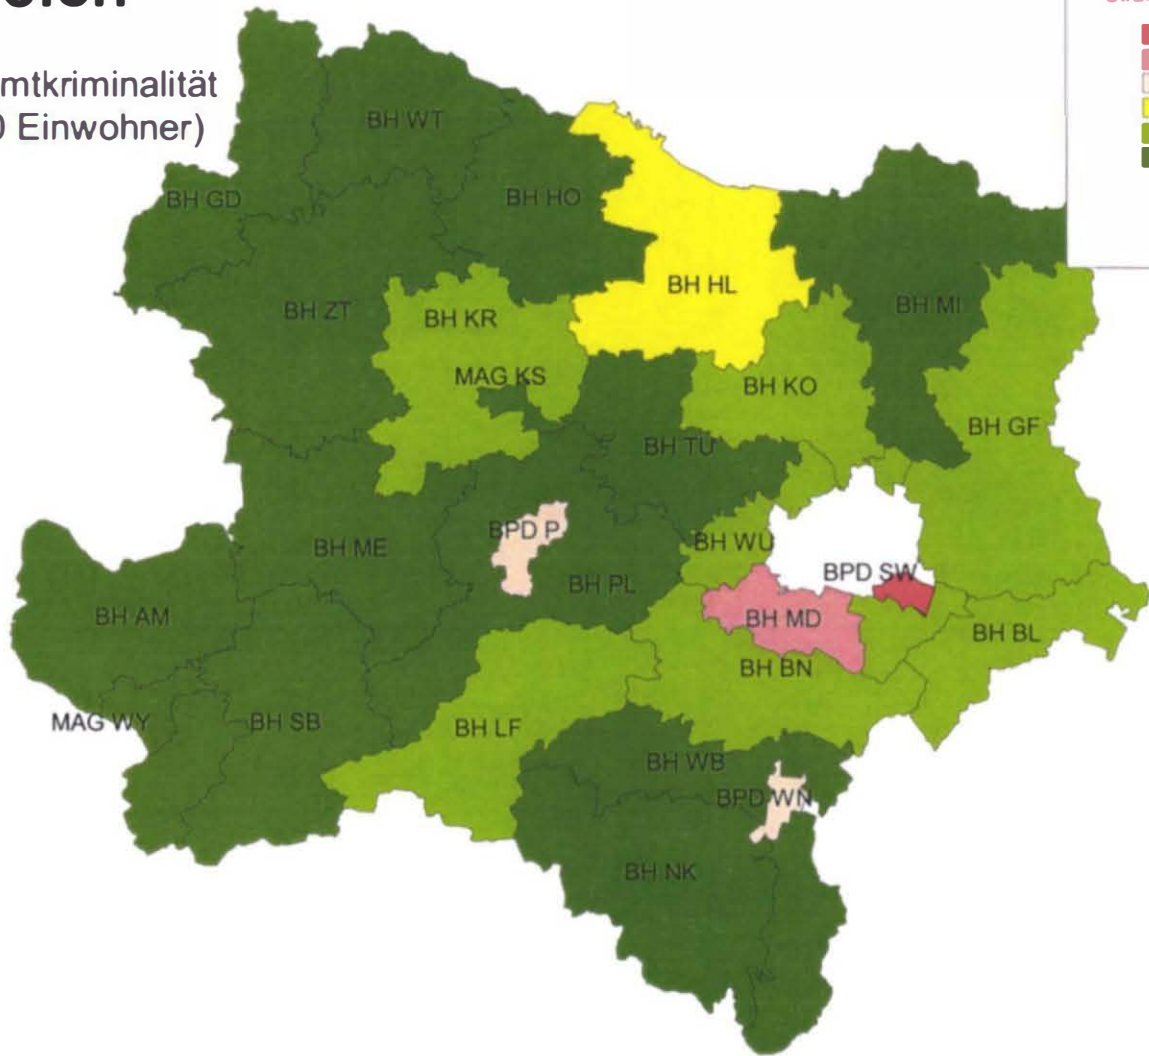 mtkriminalität
0 Einwohner)
BH WT
BH GD
BH HO
BH HL
BH ZT
BH KR
BH MI
MAG KS
BH KO
BH GF
BH TU
BPD P
BH WU
BH ME
BPD SW
BH PL
BH AM
BH MD
BH BL
BH BN
MAG WY
BH SB
BH LF
BH WB
BPD WN
BH NK